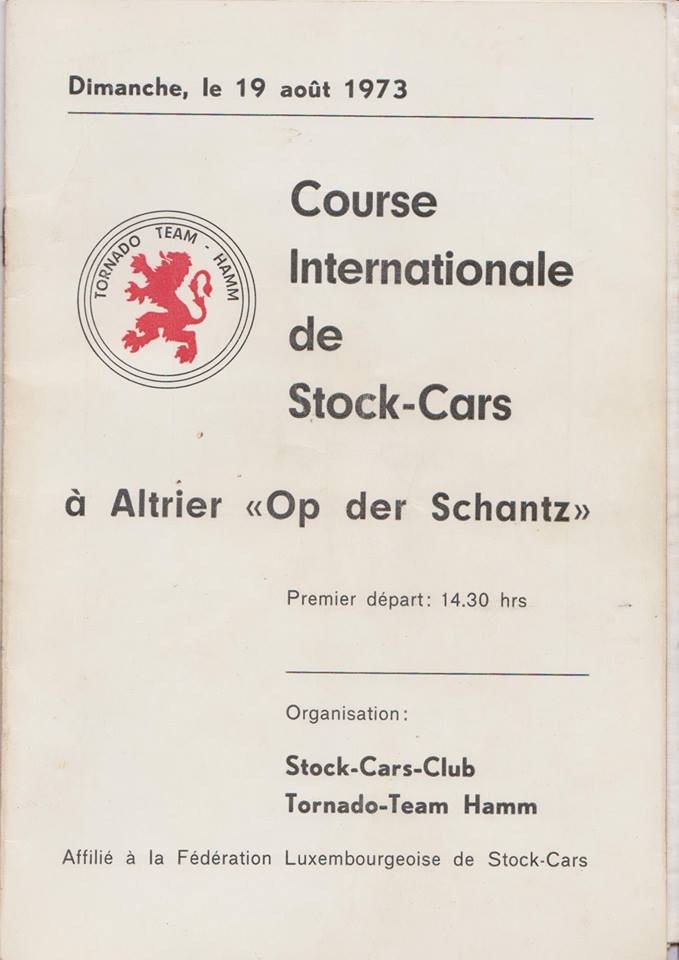 Dimanche, le 19 août 1973
TORNADO TEAM - HAMM
Course
Internationale
de
Stock-Cars
à Altrier «Op der Schantz»
Premier départ: 14.30 hrs
Organisation:
Stock-Cars-Club
Tornado-Team Hamm
Affilié à la Fédération Luxembourgeoise de Stock-Cars